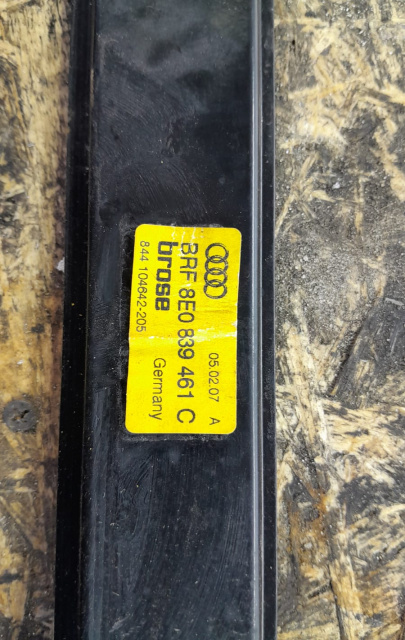 05.02.07 A
BRF 8E0 839 461 C
brose Germany
844 104642-205